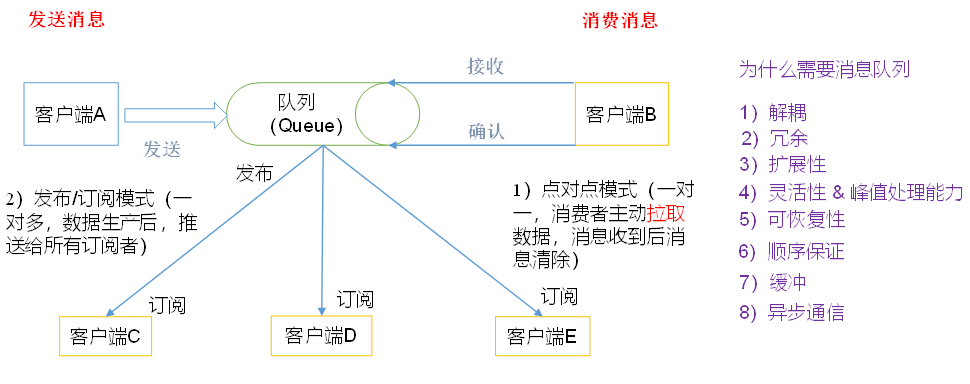 发送消息
消费消息
接收
为什么需要消息队列
客户端A
队列
（Queue）
客户端B
发送
确认
发布
2）发布/订阅模式（一
对多，数据生产后，推
送给所有订阅者）
1）点对点模式（一对
一，消费者主动拉取
数据，消息收到后消
息清除）
1）解耦
2）冗余
3）扩展性
4）灵活性 & 峰值处理能力
5）可恢复性
6）顺序保证
7）缓冲
8）异步通信
订阅
订阅
订阅
客户端C
客户端D
客户端E